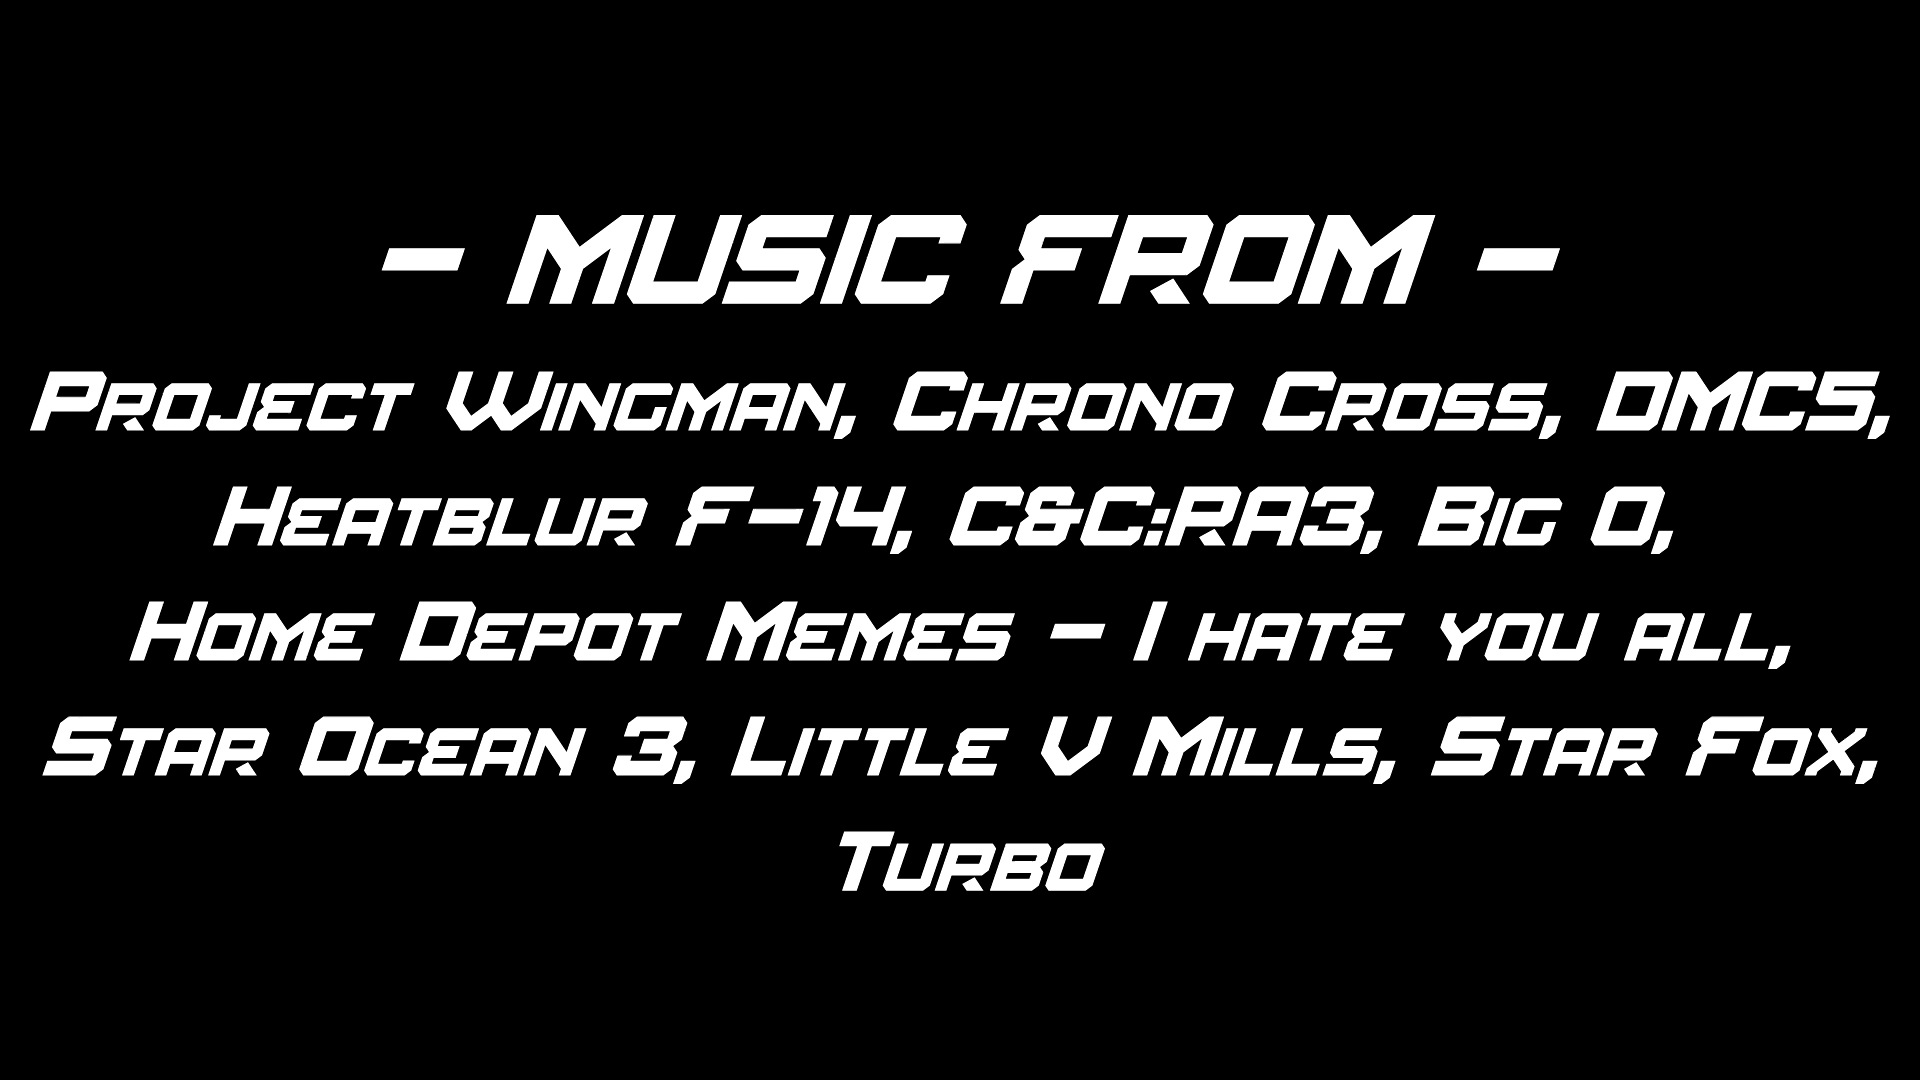 - MUSIC FROM -
Project Wingman, Chrono Cross, DMC5,
Heatblur F-14, C&C:RA3, Big O,
Home Depot Memes - I hate you all,
Star Ocean 3, Little V Mills, Star Fox,
Turbo